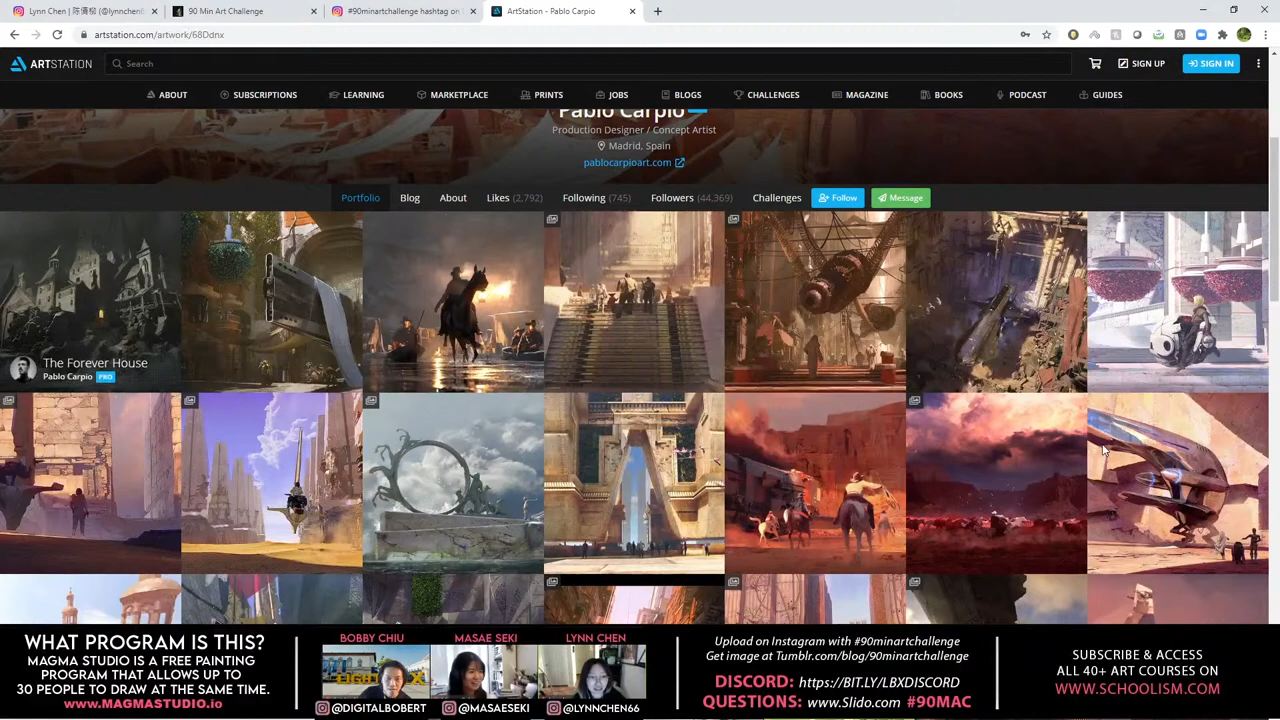 Lynn Chen | 陈倩榆 (@lynnchen6
90 Min Art Challenge
#90minartchallenge hashtag on
ArtStation - Pablo Carpio
artstation.com/artwork/68Ddnx
ARTSTATION
Search
SIGN UP
SIGN IN
ABOUT
SUBSCRIPTIONS
LEARNING
MARKETPLACE
PRINTS
JOBS
BLOGS
CHALLENGES
MAGAZINE
BOOKS
PODCAST
GUIDES
Pablo Carpio
Production Designer / Concept Artist
Madrid, Spain
pablocarpioart.com
Portfolio
Blog
About
Likes (2,792)
Following (745)
Followers (44,369)
Challenges
Follow
Message
The Forever House
Pablo Carpio PRO
WHAT PROGRAM IS THIS?
MAGMA STUDIO IS A FREE PAINTING
PROGRAM THAT ALLOWS UP TO
30 PEOPLE TO DRAW AT THE SAME TIME.
www.MAGMASTUDIO.io
BOBBY CHIU
MASAE SEKI
LYNN CHEN
LIGHT BOX
@DIGITALBOBERT
@MASAESEKI
@LYNNCHEN66
Upload on Instagram with #90minartchallenge
Get image at Tumblr.com/blog/90minartchallenge
DISCORD: https://BIT.LY/LBXDISCORD
QUESTIONS: www.Slido.com #90MAC
SUBSCRIBE & ACCESS
ALL 40+ ART COURSES ON
WWW.SCHOOLISM.COM